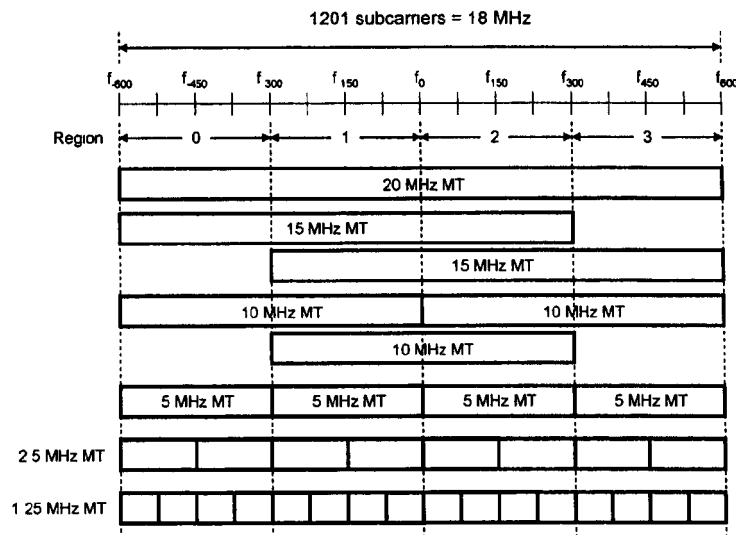 1201 subcarriers = 18 MHz
f-600 f-450 f 300 f 150 f0 f150 f300 f450 f600
Region 0 1 2 3
20 MHz MT
15 MHz MT
15 MHz MT
10 MHz MT 10 MHz MT
10 MHz MT
5 MHz MT 5 MHz MT 5 MHz MT 5 MHz MT
2 5 MHz MT
1 25 MHz MT